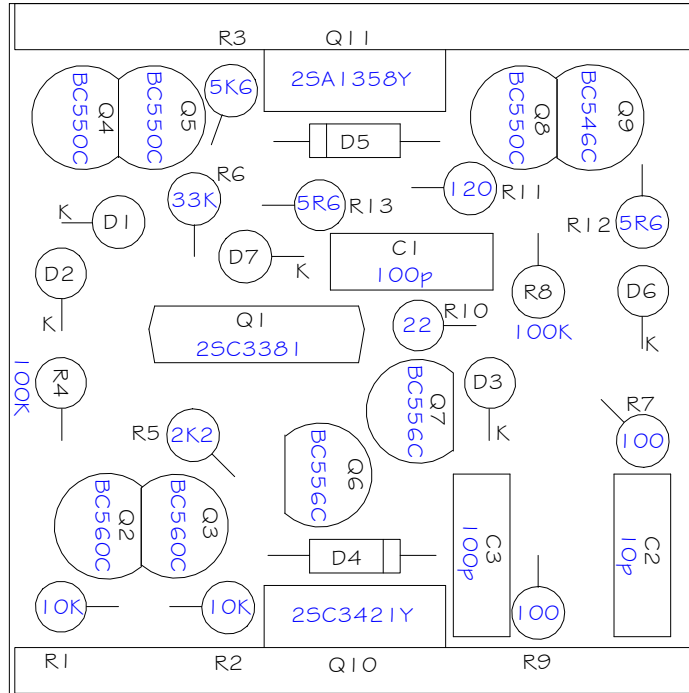 R3
Q11
5K6
2SA1358Y
BC550C
Q4
BC550C
Q5
BC550C
Q8
BC546C
Q9
D5
R6
33K
5R6
R13
120
R11
R12
5R6
K
D1
D7
K
C1
100p
D2
K
R8
100K
D6
K
Q1
2SC3381
22
R10
100K
R4
D3
K
BC556C
Q7
R5
2K2
R7
100
BC556C
Q6
BC560C
Q2
BC560C
Q3
D4
100p
C3
10p
C2
10K
10K
2SC3421Y
100
R1
R2
Q10
R9